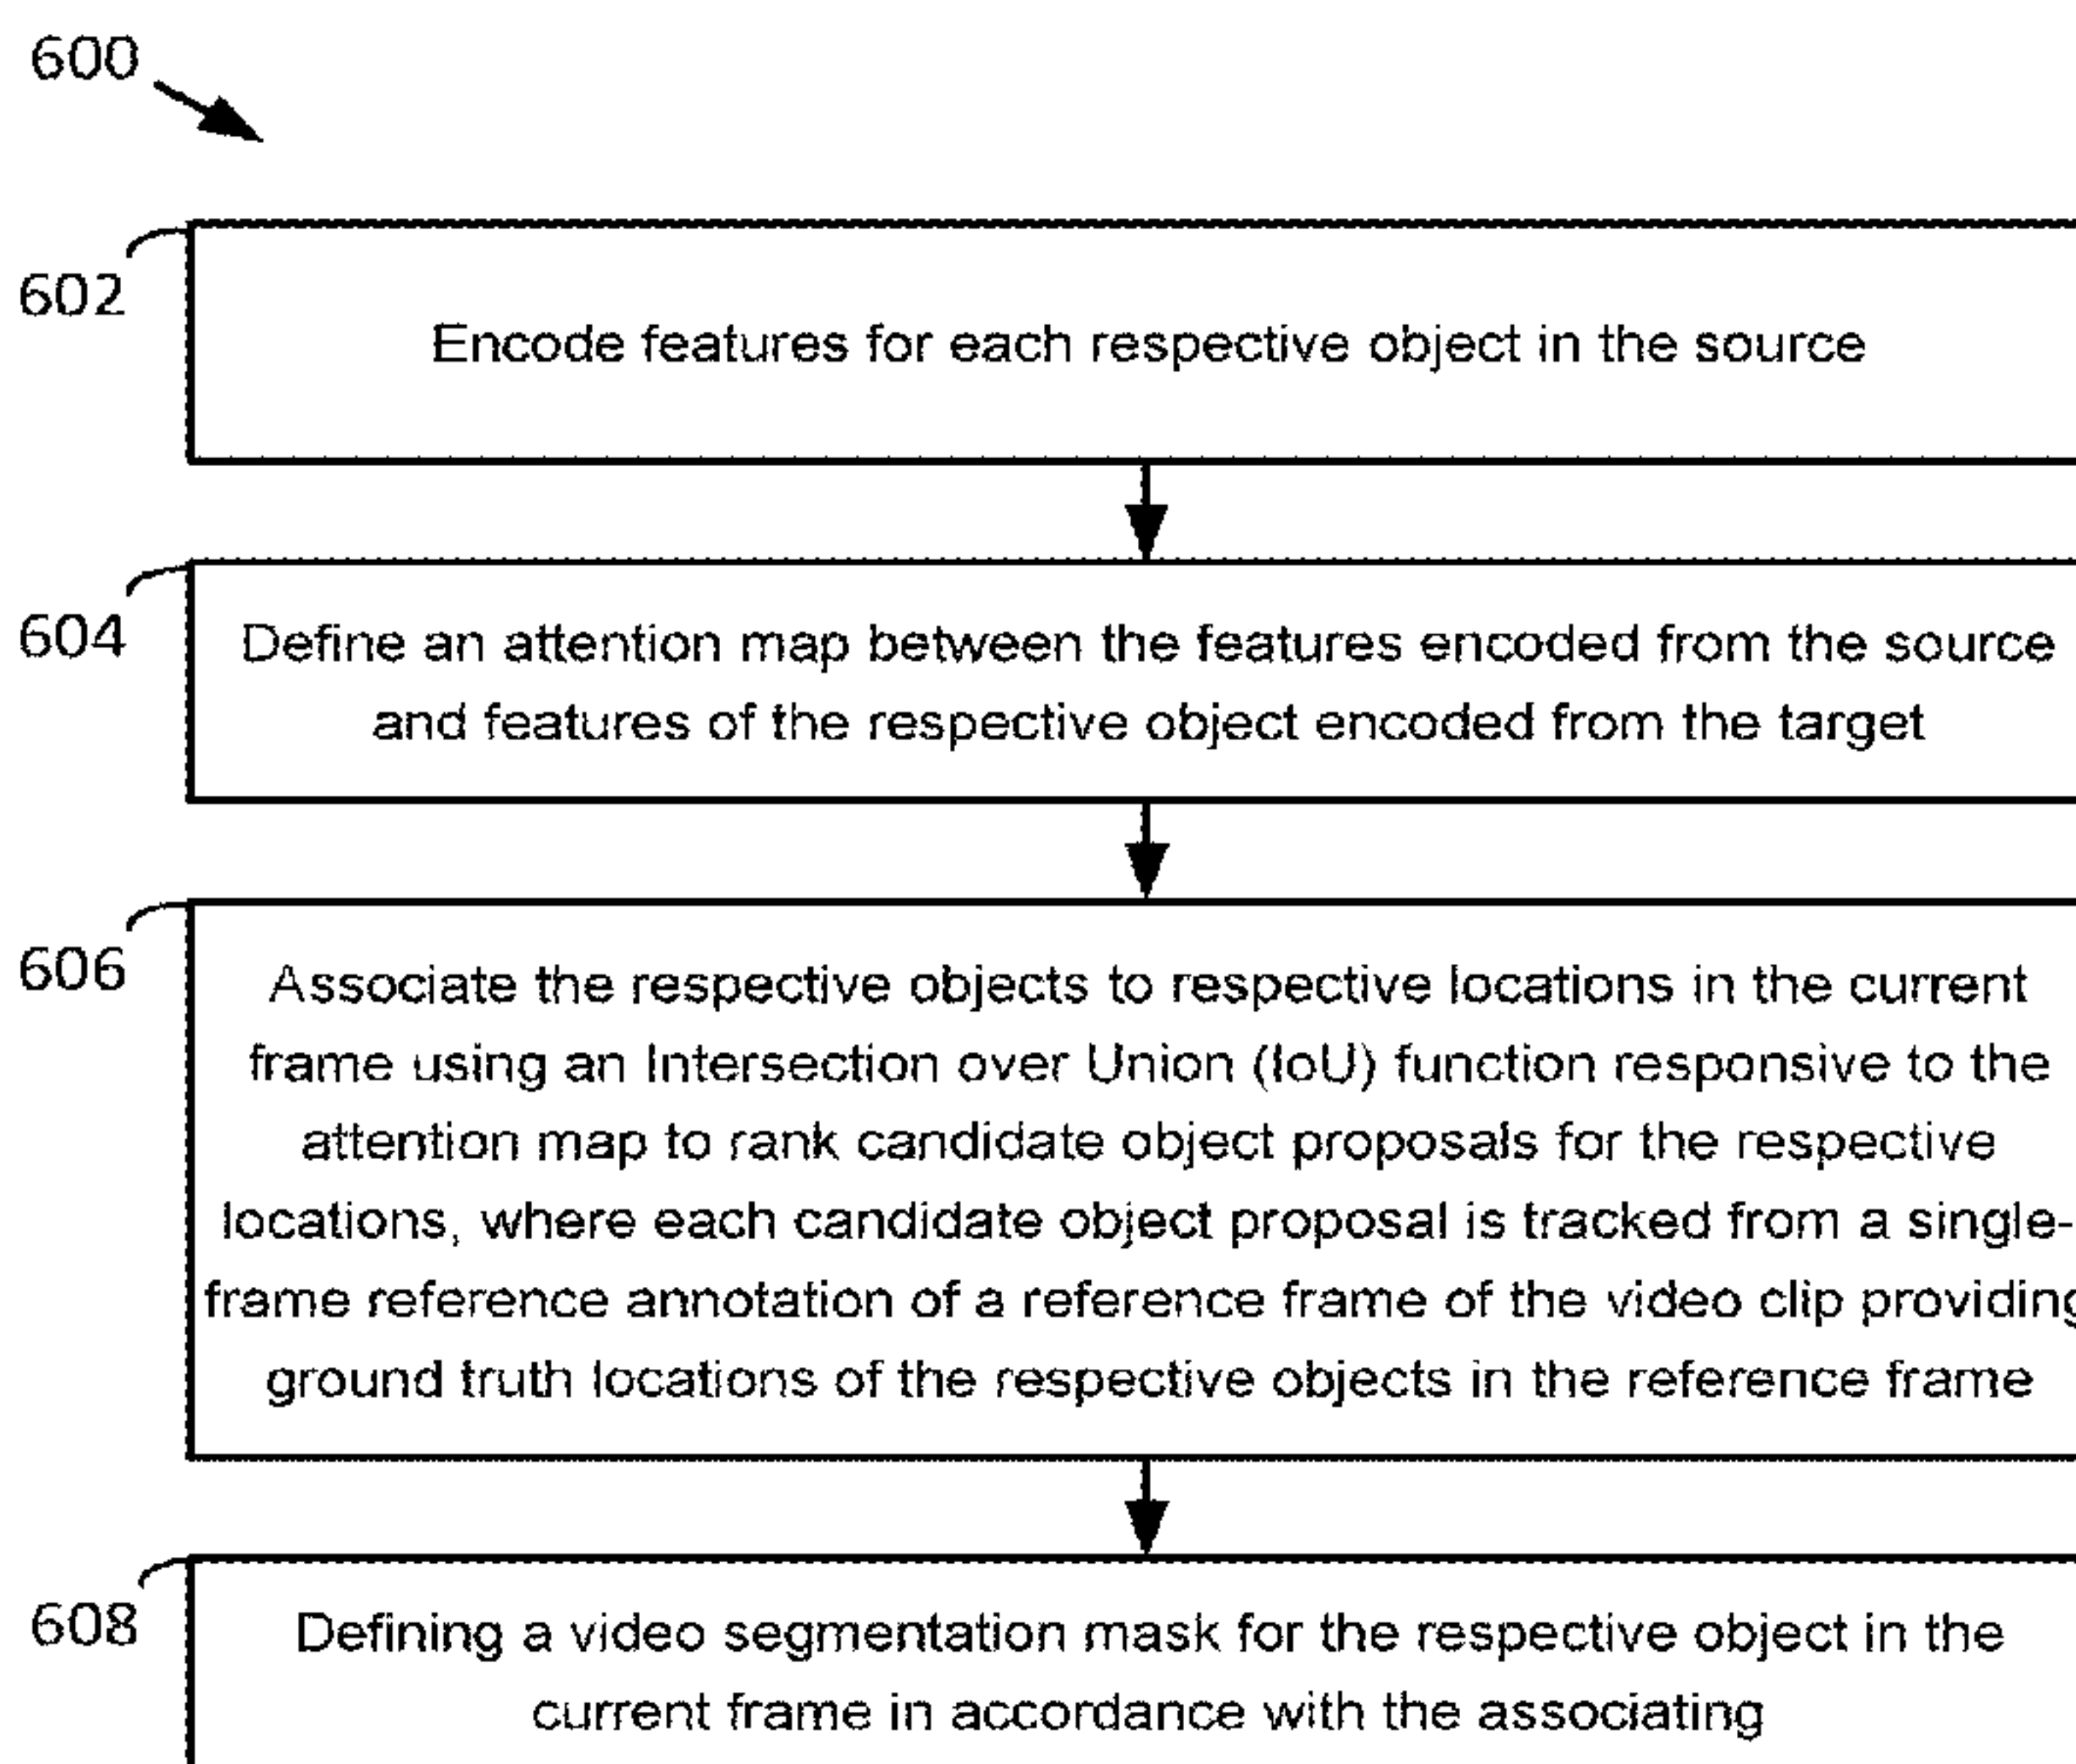 600
602
Encode features for each respective object in the source
604
Define an attention map between the features encoded from the source
and features of the respective object encoded from the target
606
Associate the respective objects to respective locations in the current
frame using an Intersection over Union (IoU) function responsive to the
attention map to rank candidate object proposals for the respective
locations, where each candidate object proposal is tracked from a single-
frame reference annotation of a reference frame of the video clip providing
ground truth locations of the respective objects in the reference frame
608
Defining a video segmentation mask for the respective object in the
current frame in accordance with the associating